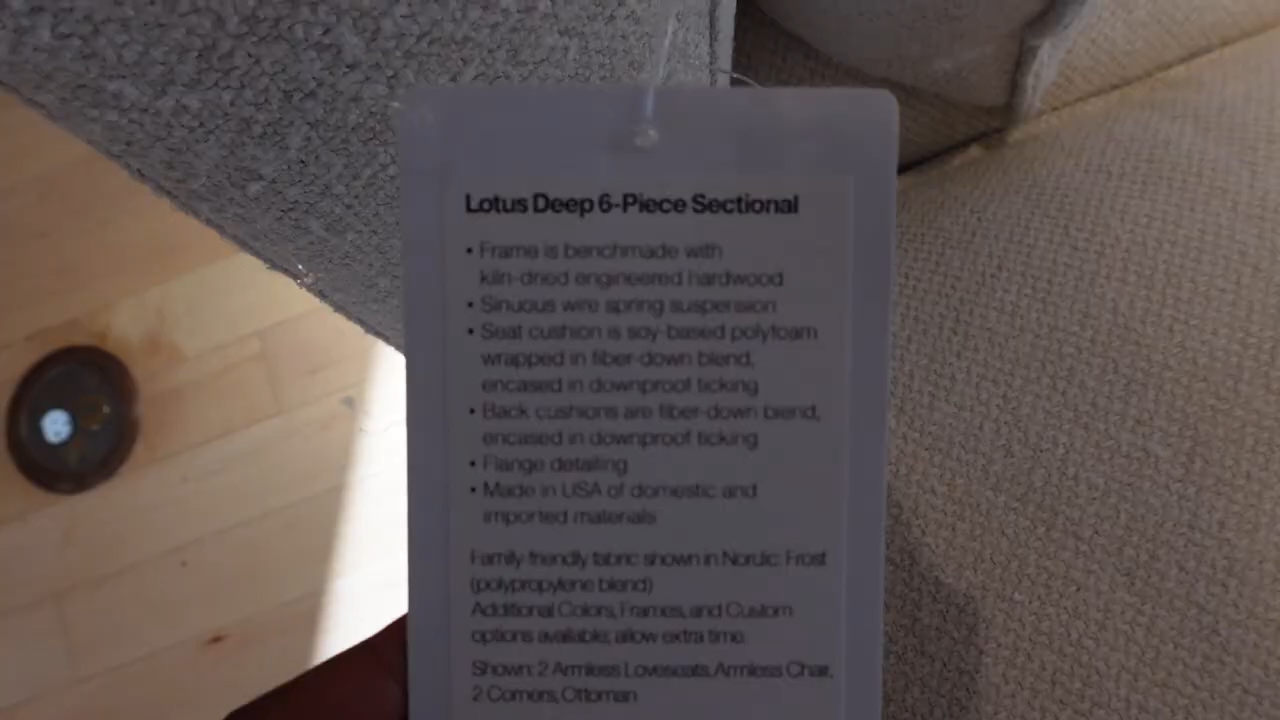 Lotus Deep 6-Piece Sectional
• Frame is benchmade with
kiln-dried engineered hardwood
• Sinuous wire spring suspension
• Seat cushion is soy-based polyfoam
wrapped in fiber-down blend,
encased in downproof ticking
• Back cushions are fiber-down blend,
encased in downproof ticking
• Flange detailing
• Made in USA of domestic and
imported materials
Family friendly fabric shown in Nordic: Frost
(polypropylene blend)
Additional Colors, Frames, and Custom
options available; allow extra time.
Shown: 2 Armless Loveseats, Armless Chair,
2 Corners, Ottoman